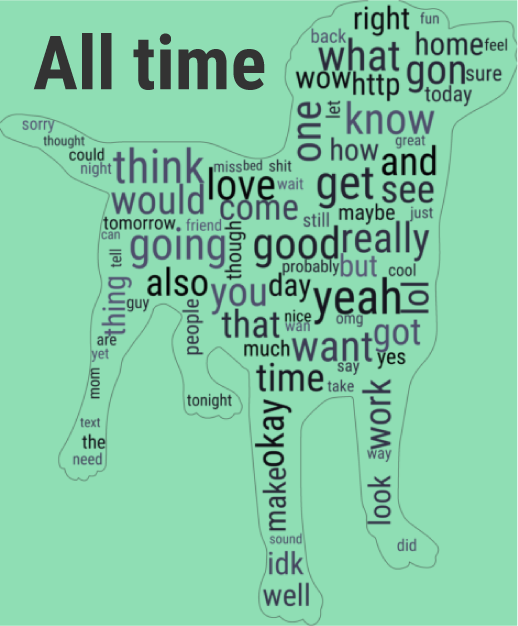 All time
right fun
back
what home feel
wow http gon sure
today
one let know
great
how and
get see
sorry
thought
could
night think miss bed shit
love wait
would come still maybe just
tomorrow friend
can going though good really
tell probably but cool
also you day yeah lol
thing guy people that nice omg
wan got
are much want yes
yet say
mom time take
tonight
text okay work
the way
need make look
sound did
idk
well